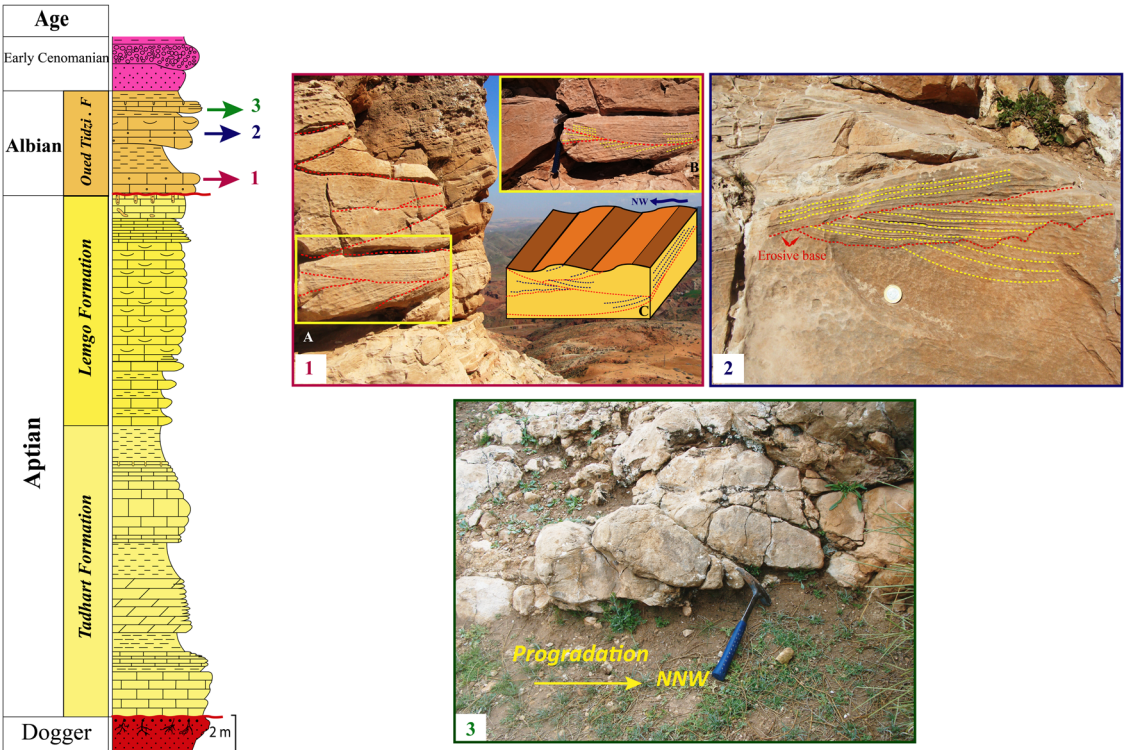 Age
Early Cenomanian
Albian
Oued Tidzi . F
3
2
1
Aptian
Lemgo Formation
Tadhart Formation
Dogger
2 m
A
B
NW
C
1
Erosive base
2
Progradation
NNW
3